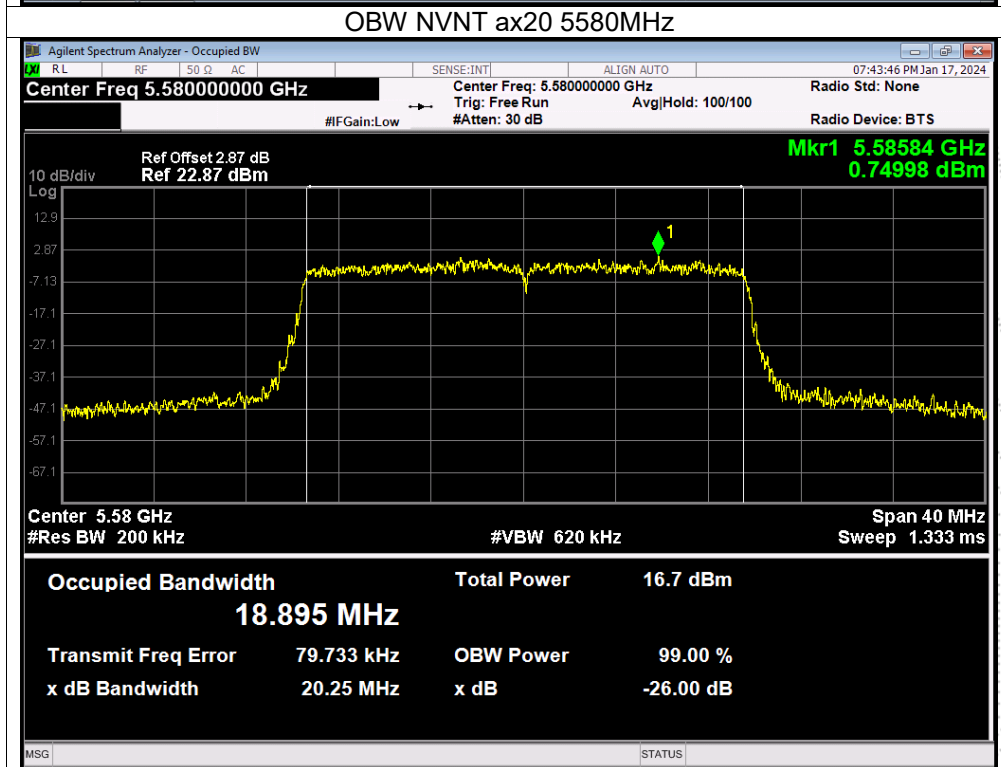 OBW NVNT ax20 5580MHz
Agilent Spectrum Analyzer - Occupied BW
LXI RL RF 50 Ω AC SENSE:INT ALIGN AUTO 07:43:46 PM Jan 17, 2024
Center Freq 5.580000000 GHz Center Freq: 5.580000000 GHz Radio Std: None
Trig: Free Run Avg|Hold: 100/100
#IFGain:Low #Atten: 30 dB Radio Device: BTS
Mkr1 5.58584 GHz
0.74998 dBm
Ref Offset 2.87 dB
10 dB/div Ref 22.87 dBm
Log
12.9
1
2.87
-7.13
-17.1
-27.1
-37.1
-47.1
-57.1
-67.1
Center 5.58 GHz Span 40 MHz
#Res BW 200 kHz #VBW 620 kHz Sweep 1.333 ms
Occupied Bandwidth Total Power 16.7 dBm
18.895 MHz
Transmit Freq Error 79.733 kHz OBW Power 99.00 %
x dB Bandwidth 20.25 MHz x dB -26.00 dB
MSG STATUS